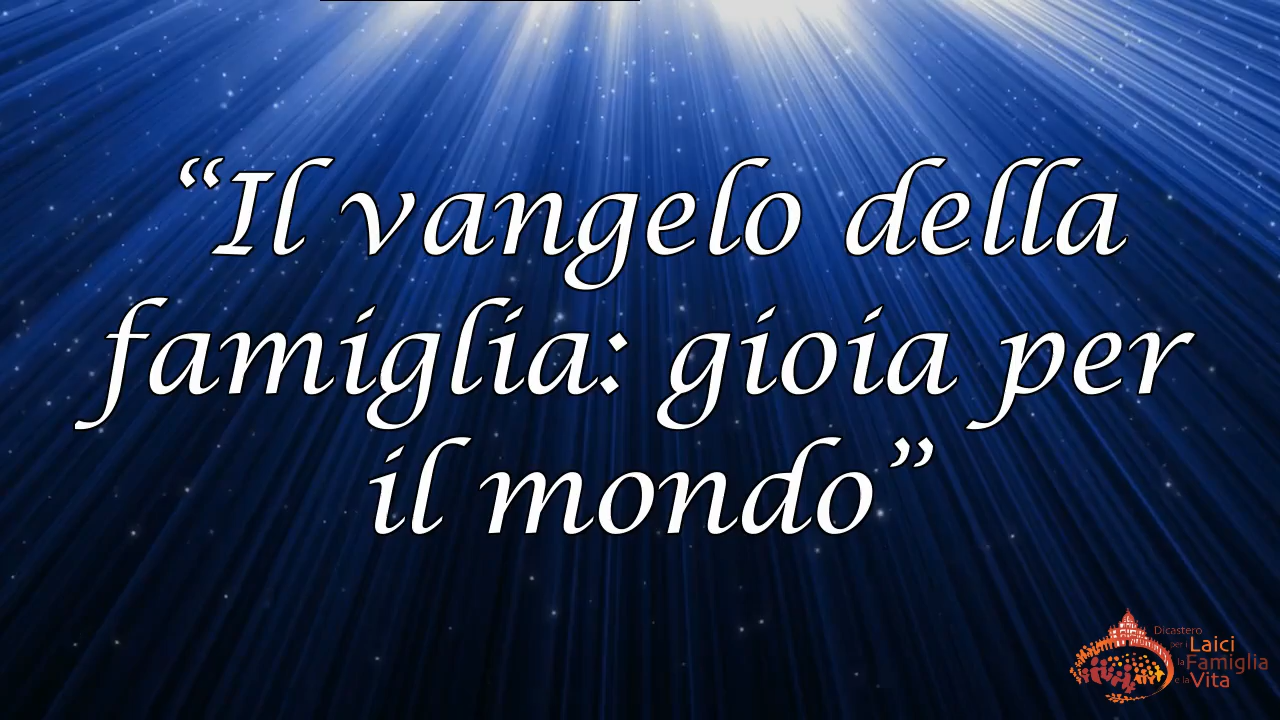 “Il vangelo della
famiglia: gioia per
il mondo”
Dicastero
per i Laici
la Famiglia
e la Vita